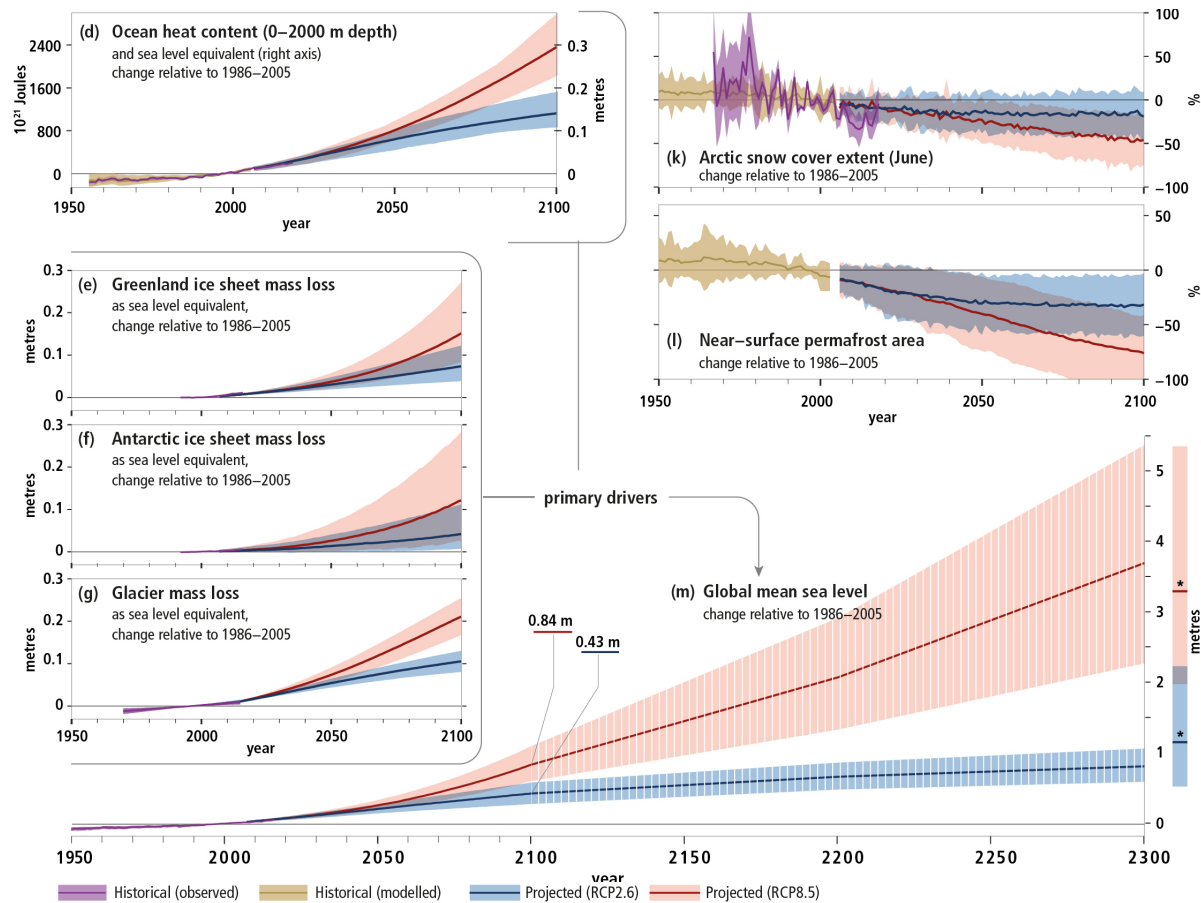 (d) Ocean heat content (0–2000 m depth)
and sea level equivalent (right axis)
change relative to 1986–2005
10²¹ Joules
2400
1600
800
0
0.3
0.2
0.1
0
metres
1950 2000 2050 2100
year
100
50
0
−50
−100
%
(k) Arctic snow cover extent (June)
change relative to 1986–2005
50
0
−50
−100
%
(l) Near–surface permafrost area
change relative to 1986–2005
1950 2000 2050 2100
year
(e) Greenland ice sheet mass loss
as sea level equivalent,
change relative to 1986–2005
metres
0.3
0.2
0.1
0
(f) Antarctic ice sheet mass loss
as sea level equivalent,
change relative to 1986–2005
metres
0.3
0.2
0.1
0
(g) Glacier mass loss
as sea level equivalent,
change relative to 1986–2005
metres
0.3
0.2
0.1
0
1950 2000 2050 2100
year
primary drivers
(m) Global mean sea level
change relative to 1986–2005
0.84 m
0.43 m
5
4
3
2
1
0
*
*
metres
1950 2000 2050 2100 2150 2200 2250 2300
year
Historical (observed) Historical (modelled) Projected (RCP2.6) Projected (RCP8.5)